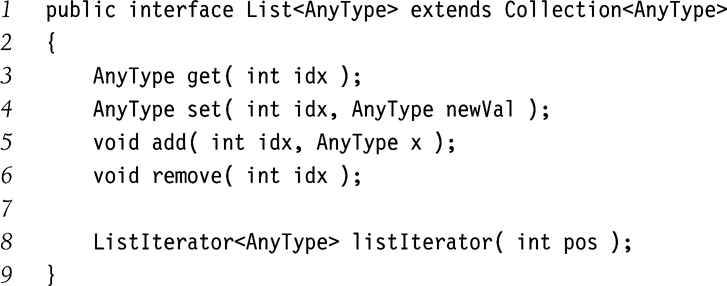 1 public interface List<AnyType> extends Collection<AnyType>
2 {
3     AnyType get( int idx );
4     AnyType set( int idx, AnyType newVal );
5     void add( int idx, AnyType x );
6     void remove( int idx );
7
8     ListIterator<AnyType> listIterator( int pos );
9 }